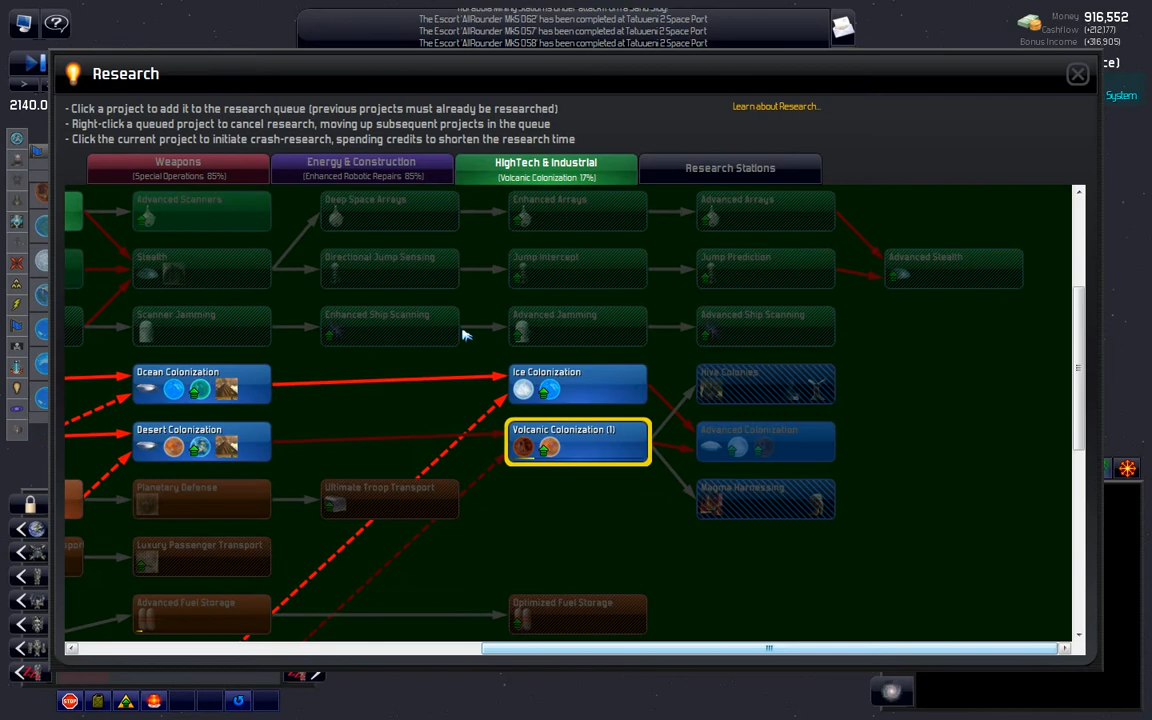 The Escort 'AllRounder Mk5 062' has been completed at Tatuueni 2 Space Port
The Escort 'AllRounder Mk5 057' has been completed at Tatuueni 2 Space Port
The Escort 'AllRounder Mk5 058' has been completed at Tatuueni 2 Space Port
Money 916,552
Cashflow (+212,177)
Bonus Income (+316,905)
2140.0
System
Research
- Click a project to add it to the research queue (previous projects must already be researched)
- Right-click a queued project to cancel research, moving up subsequent projects in the queue
- Click the current project to initiate crash-research, spending credits to shorten the research time
Learn about Research...
Weapons
(Special Operations 85%)
Energy & Construction
(Enhanced Robotic Repairs 85%)
HighTech & Industrial
(Volcanic Colonization 17%)
Research Stations
Advanced Scanners
Deep Space Arrays
Enhanced Arrays
Advanced Arrays
Stealth
Directional Jump Sensing
Jump Intercept
Jump Prediction
Advanced Stealth
Scanner Jamming
Enhanced Ship Scanning
Advanced Jamming
Advanced Ship Scanning
Ocean Colonization
Ice Colonization
Hive Colonies
Desert Colonization
Volcanic Colonization (1)
Advanced Colonization
Planetary Defense
Ultimate Troop Transport
Magma Harnessing
Luxury Passenger Transport
Advanced Fuel Storage
Optimized Fuel Storage